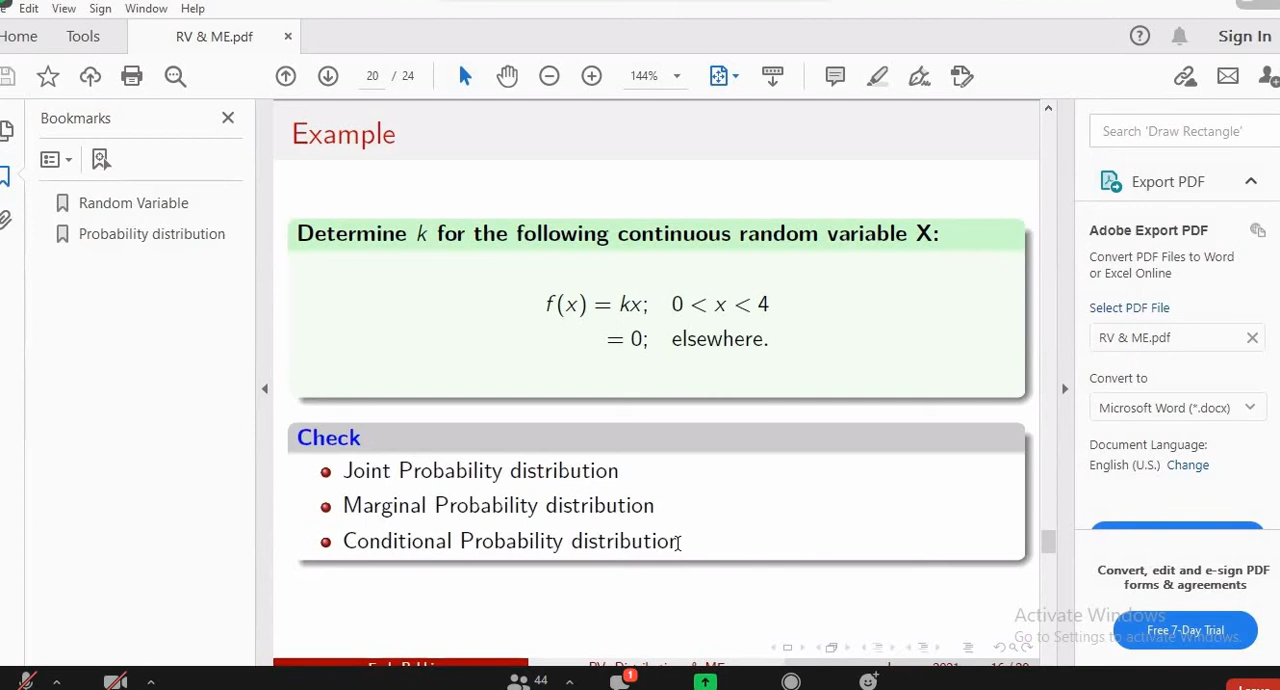 Edit View Sign Window Help
Home Tools RV & ME.pdf
Sign In
20 / 24 144%
Bookmarks
Random Variable
Probability distribution
Example
Determine k for the following continuous random variable X:
f(x) = kx; 0 < x < 4
= 0; elsewhere.
Check
Joint Probability distribution
Marginal Probability distribution
Conditional Probability distribution
Search 'Draw Rectangle'
Export PDF
Adobe Export PDF
Convert PDF Files to Word
or Excel Online
Select PDF File
RV & ME.pdf
Convert to
Microsoft Word (*.docx)
Document Language:
English (U.S.) Change
Convert, edit and e-sign PDF
forms & agreements
Free 7-Day Trial
Activate Windows
Go to Settings to activate Windows.
44
1